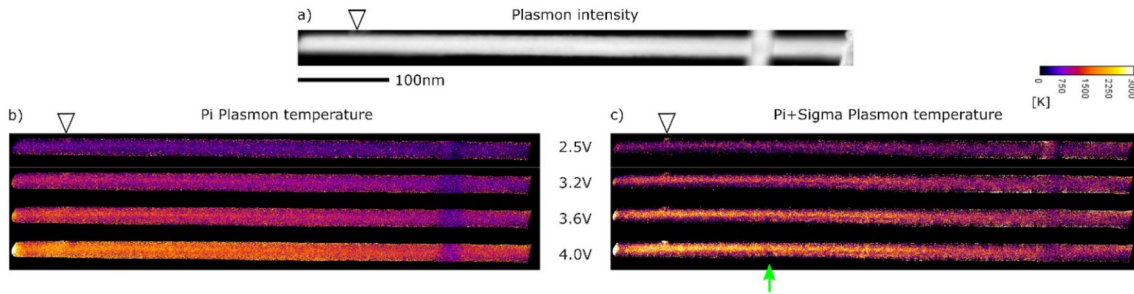 a) Plasmon intensity
100nm
0 750 1500 2250 3000
[K]
b) Pi Plasmon temperature
c) Pi+Sigma Plasmon temperature
2.5V
3.2V
3.6V
4.0V